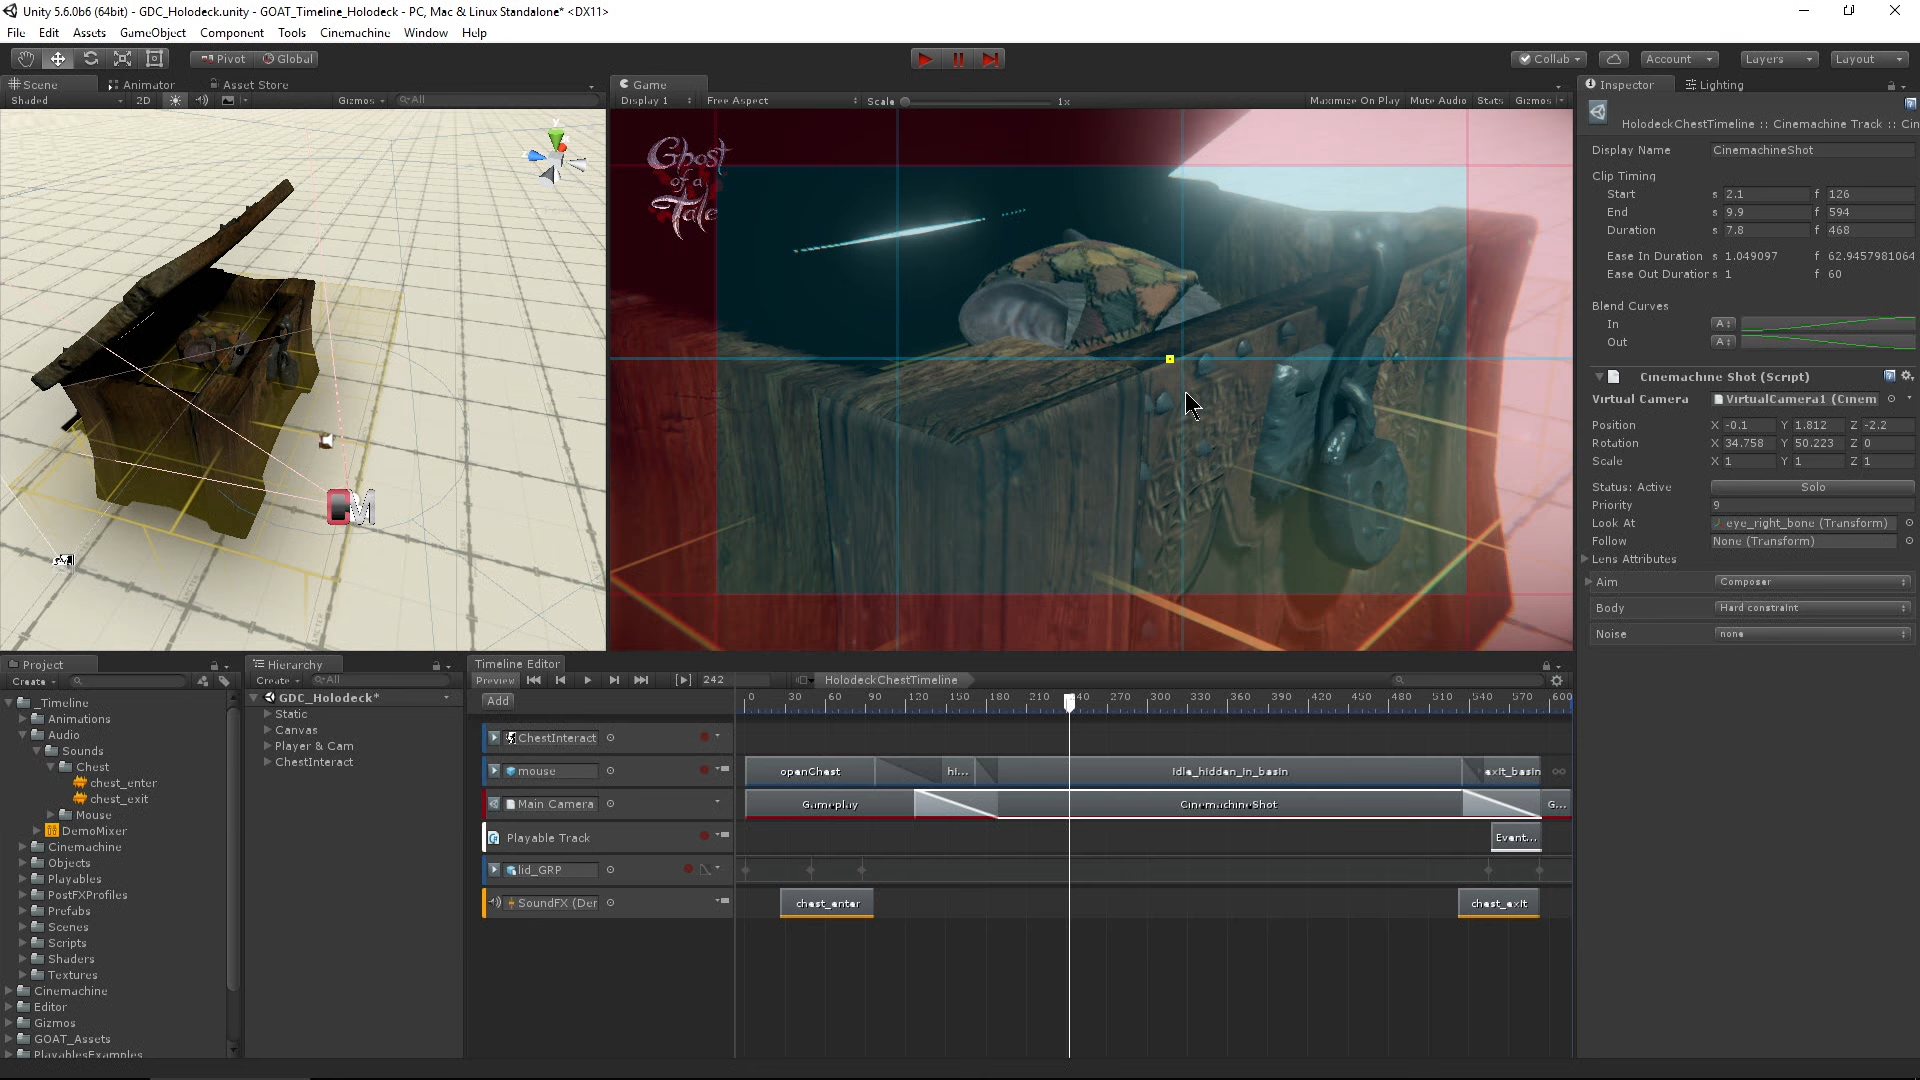 Unity 5.6.0b6 (64bit) - GDC_Holodeck.unity - GOAT_Timeline_Holodeck - PC, Mac & Linux Standalone* <DX11>
File Edit Assets GameObject Component Tools Cinemachine Window Help
Pivot Global
Collab Account Layers Layout
Scene Animator Asset Store
Shaded 2D Gizmos All
Game
Display 1 Free Aspect Scale 1x Maximize On Play Mute Audio Stats Gizmos
Ghost
of a
Tale
Inspector Lighting
HolodeckChestTimeline :: Cinemachine Track :: Cin
Display Name CinemachineShot
Clip Timing
Start s 2.1 f 126
End s 9.9 f 594
Duration s 7.8 f 468
Ease In Duration s 1.049097 f 62.9457981064
Ease Out Duration s 1 f 60
Blend Curves
In A
Out A
Cinemachine Shot (Script)
Virtual Camera VirtualCamera1 (Cinem
Position X -0.1 Y 1.812 Z -2.2
Rotation X 34.758 Y 50.223 Z 0
Scale X 1 Y 1 Z 1
Status: Active Solo
Priority 9
Look At eye_right_bone (Transform)
Follow None (Transform)
Lens Attributes
Aim Composer
Body Hard constraint
Noise none
Project
Create
_Timeline
Animations
Audio
Sounds
Chest
chest_enter
chest_exit
Mouse
DemoMixer
Cinemachine
Objects
Playables
PostFXProfiles
Prefabs
Scenes
Scripts
Shaders
Textures
Cinemachine
Editor
Gizmos
GOAT_Assets
PlayablesExamples
Hierarchy
Create All
GDC_Holodeck*
Static
Canvas
Player & Cam
ChestInteract
Timeline Editor
Preview 242 HolodeckChestTimeline
Add
0 30 60 90 120 150 180 210 240 270 300 330 360 390 420 450 480 510 540 570 600
ChestInteract
mouse openChest hi... idle_hidden_in_basin exit_basin
Main Camera Gameplay CinemachineShot G...
Playable Track Event...
lid_GRP
SoundFX (Der chest_enter chest_exit